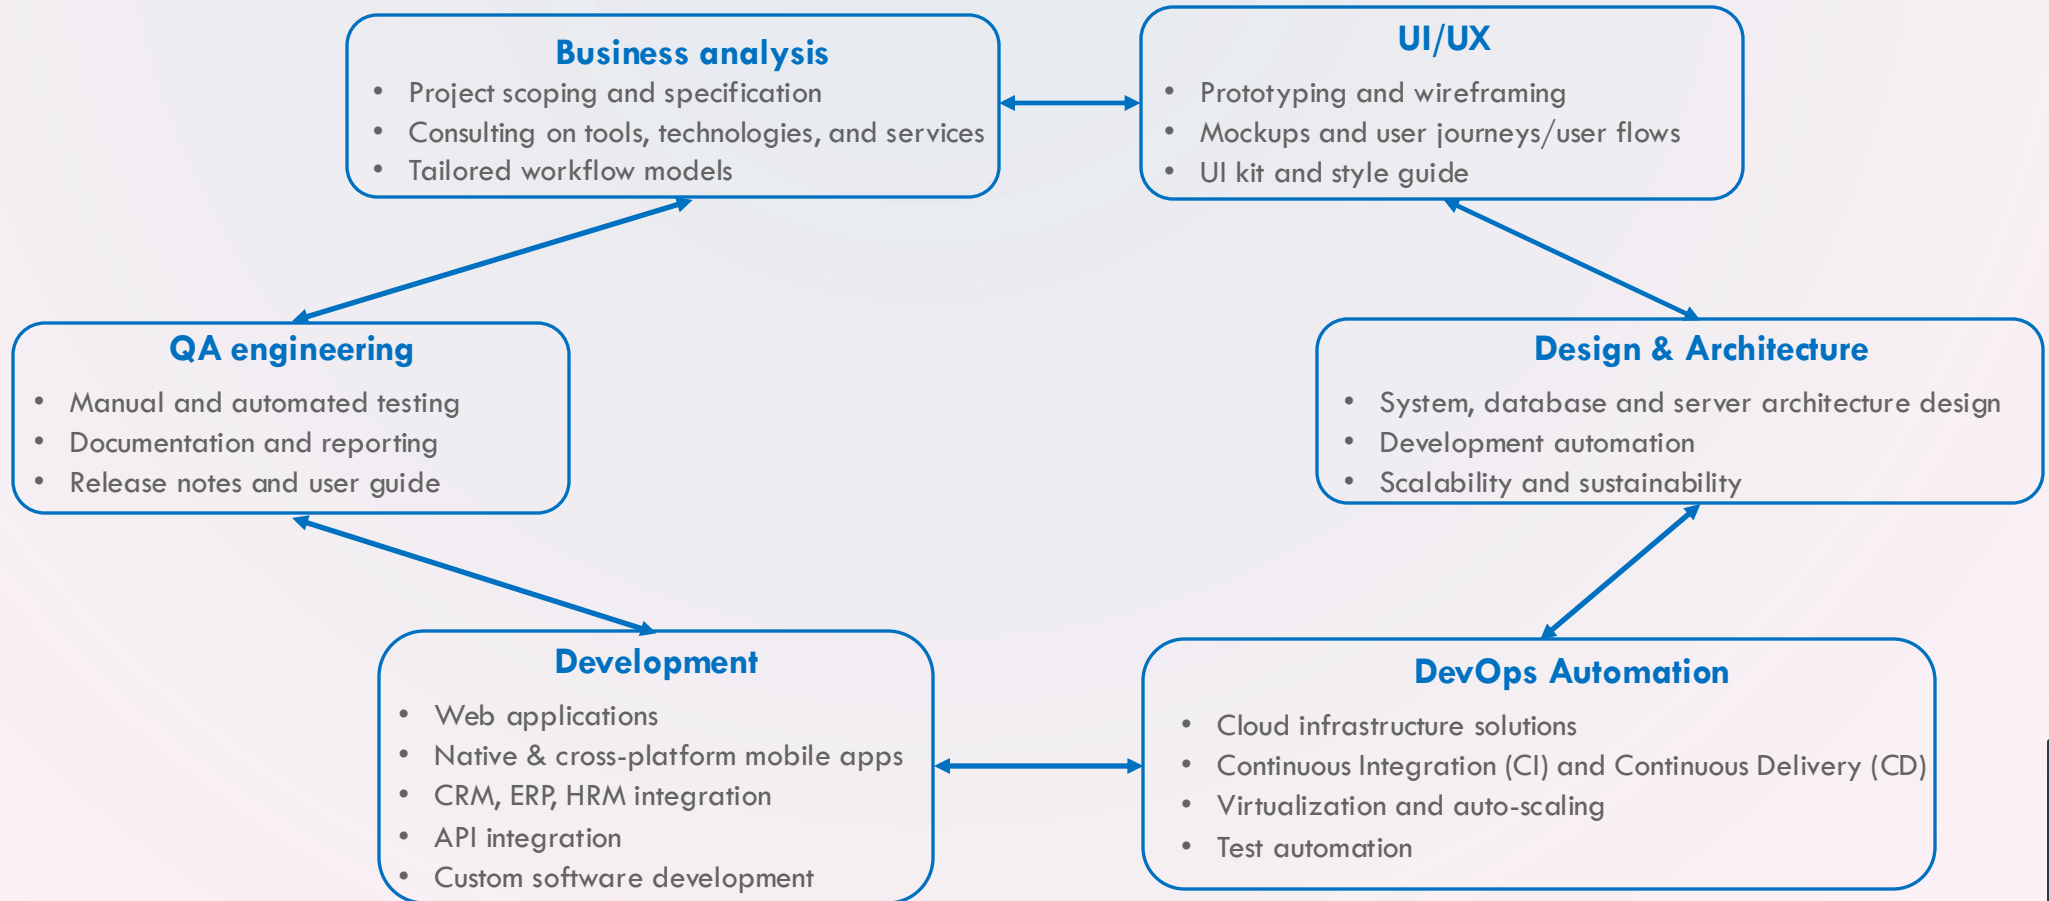 Business analysis
• Project scoping and specification
• Consulting on tools, technologies, and services
• Tailored workflow models
UI/UX
• Prototyping and wireframing
• Mockups and user journeys/user flows
• UI kit and style guide
QA engineering
• Manual and automated testing
• Documentation and reporting
• Release notes and user guide
Design & Architecture
• System, database and server architecture design
• Development automation
• Scalability and sustainability
Development
• Web applications
• Native & cross-platform mobile apps
• CRM, ERP, HRM integration
• API integration
• Custom software development
DevOps Automation
• Cloud infrastructure solutions
• Continuous Integration (CI) and Continuous Delivery (CD)
• Virtualization and auto-scaling
• Test automation